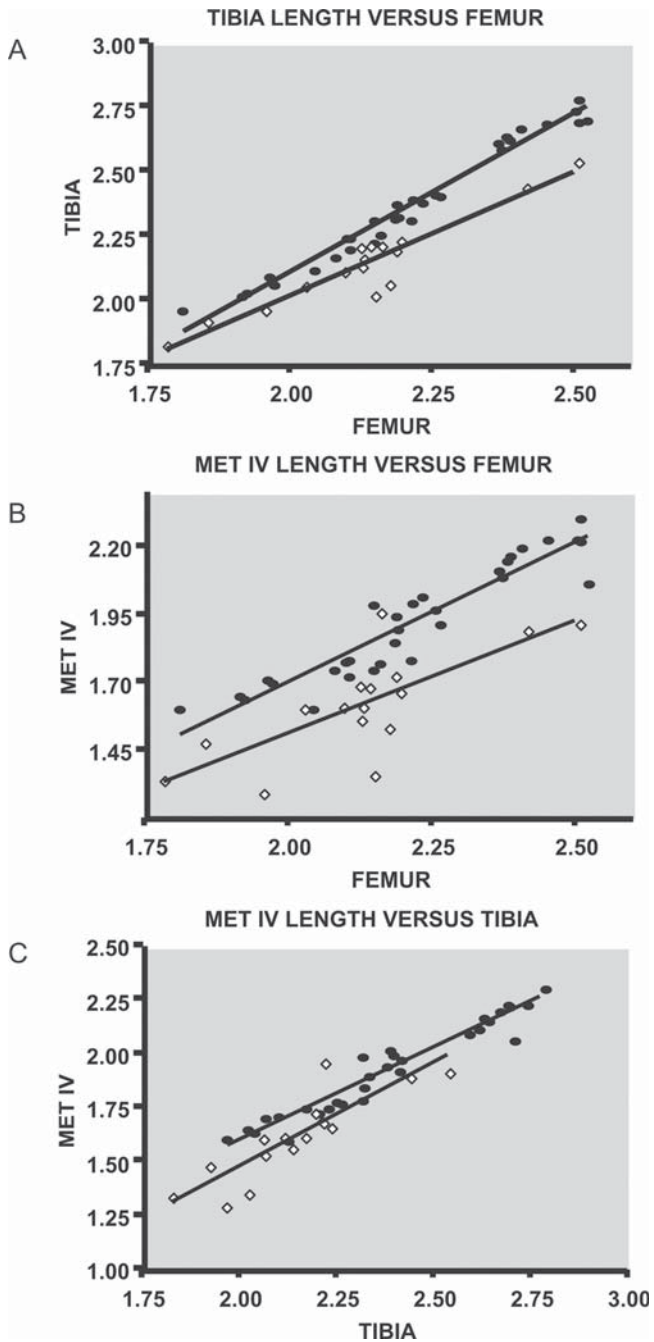 TIBIA LENGTH VERSUS FEMUR
A
3.00
2.75
2.50
2.25
2.00
1.75
TIBIA
1.75 2.00 2.25 2.50
FEMUR
MET IV LENGTH VERSUS FEMUR
B
2.20
1.95
1.70
1.45
MET IV
1.75 2.00 2.25 2.50
FEMUR
MET IV LENGTH VERSUS TIBIA
C
2.50
2.25
2.00
1.75
1.50
1.25
1.00
MET IV
1.75 2.00 2.25 2.50 2.75 3.00
TIBIA